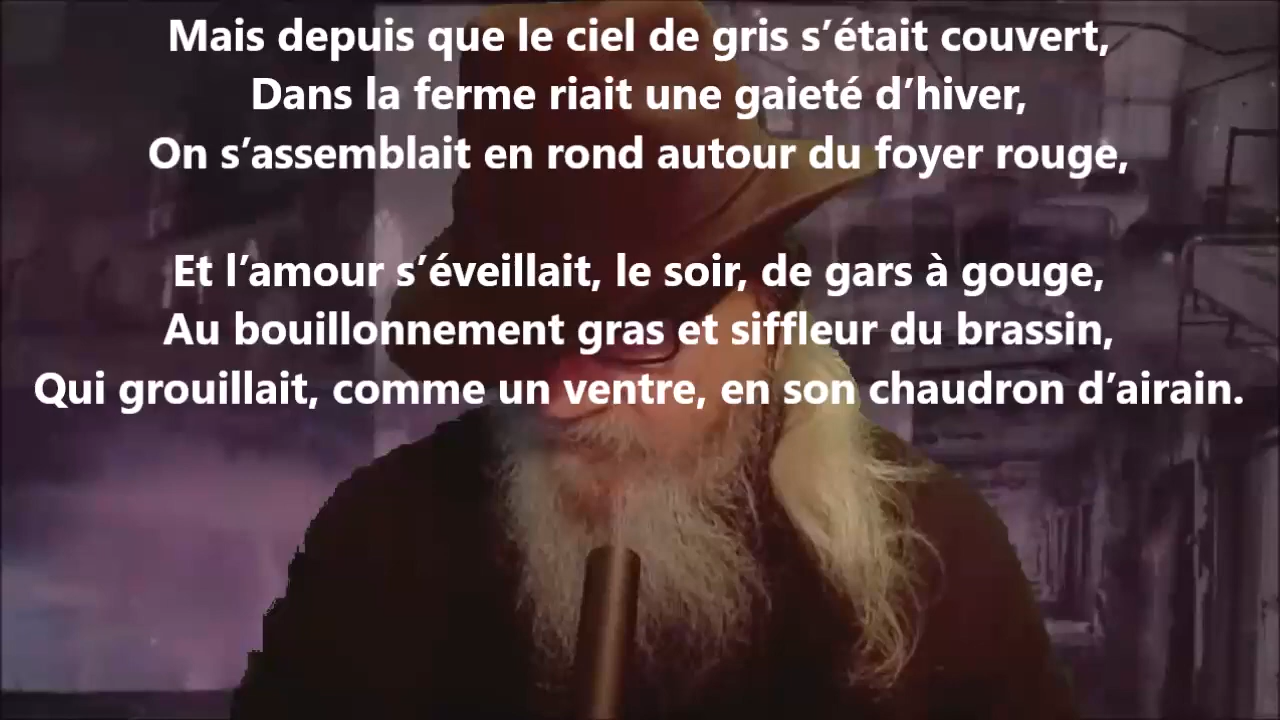 Mais depuis que le ciel de gris s’était couvert,
Dans la ferme riait une gaieté d’hiver,
On s’assemblait en rond autour du foyer rouge,
Et l’amour s’éveillait, le soir, de gars à gouge,
Au bouillonnement gras et siffleur du brassin,
Qui grouillait, comme un ventre, en son chaudron d’airain.